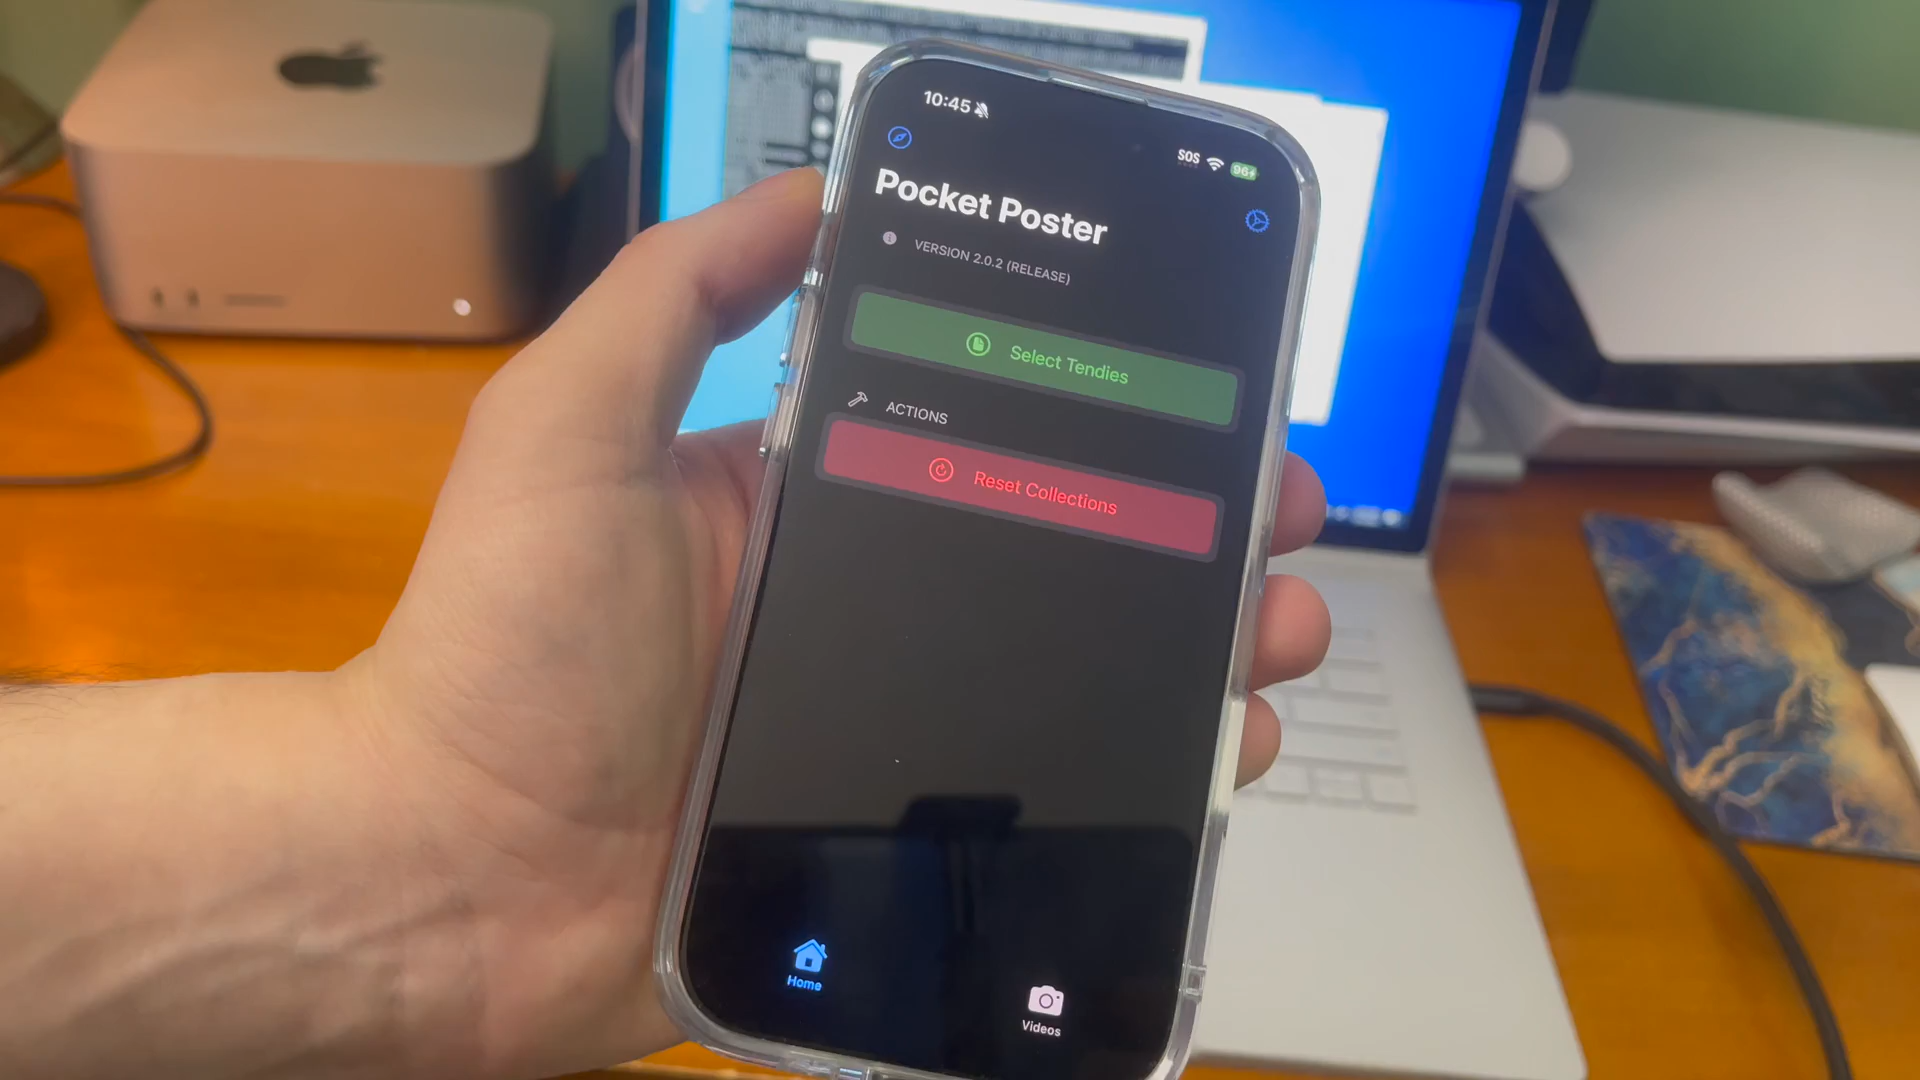 10:45
SOS
96
Pocket Poster
VERSION 2.0.2 (RELEASE)
Select Tendies
ACTIONS
Reset Collections
Home
Videos